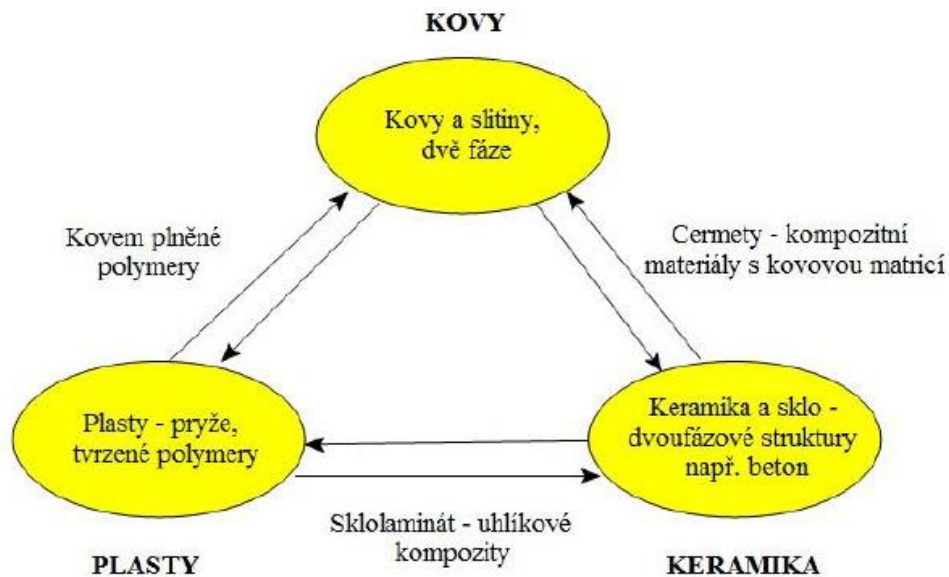 KOVY
Kovy a slitiny,
dvě fáze
Kovem plněné
polymery
Cermety - kompozitní
materiály s kovovou matricí
Plasty - pryže,
tvrzené polymery
Keramika a sklo -
dvoufázové struktury
např. beton
Sklolaminát - uhlíkové
kompozity
PLASTY
KERAMIKA